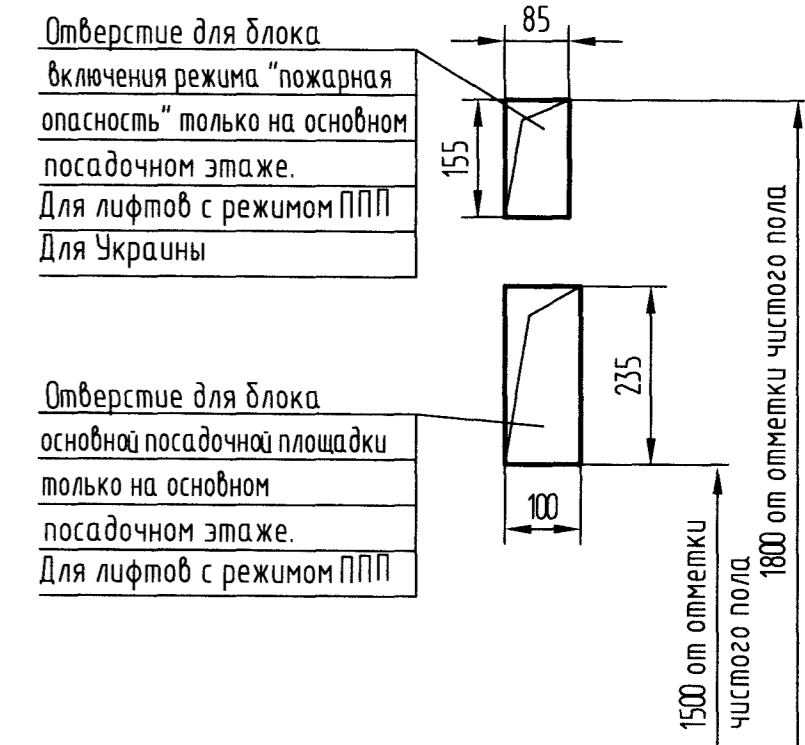 Отверстие для блока
включения режима "пожарная
опасность" только на основном
посадочном этаже.
Для лифтов с режимом ППП
Для Украины
85
155
1800 от отметки чистого пола
Отверстие для блока
основной посадочной площадки
только на основном
посадочном этаже.
Для лифтов с режимом ППП
235
100
1500 от отметки
чистого пола